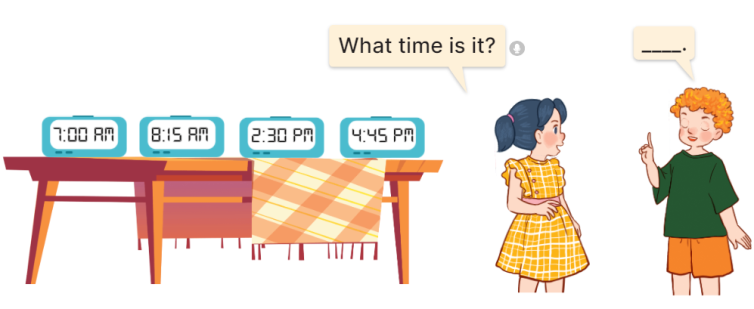 What time is it?
____.
7:00 AM
8:15 AM
2:30 PM
4:45 PM